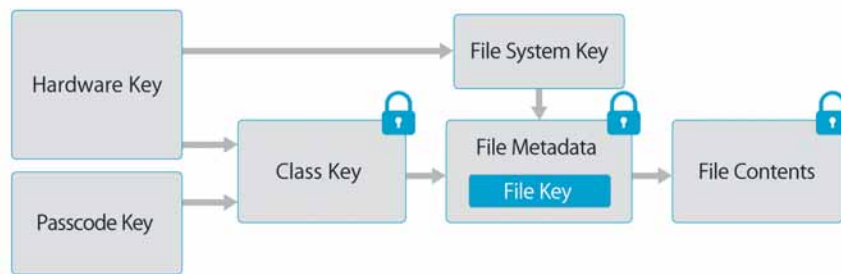 Hardware Key
File System Key
Class Key
File Metadata
File Key
File Contents
Passcode Key